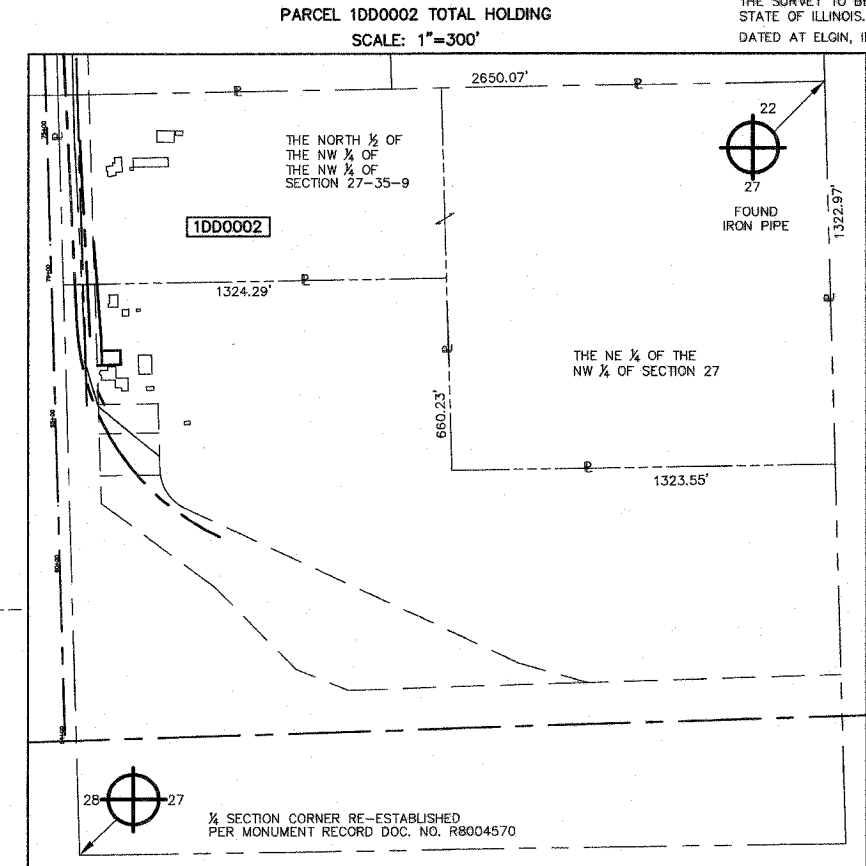 PARCEL 1DD0002 TOTAL HOLDING
SCALE: 1"=300'
THE SURVEY TO BE
STATE OF ILLINOIS.
DATED AT ELGIN,
2650.07'
THE NORTH ½ OF
THE NW ¼ OF
THE NW ¼ OF
SECTION 27-35-9
22
27
FOUND
IRON PIPE
1322.97'
1DD0002
1324.29'
THE NE ¼ OF THE
NW ¼ OF SECTION 27
660.23'
1323.55'
28
27
¼ SECTION CORNER RE-ESTABLISHED
PER MONUMENT RECORD DOC. NO. R8004570